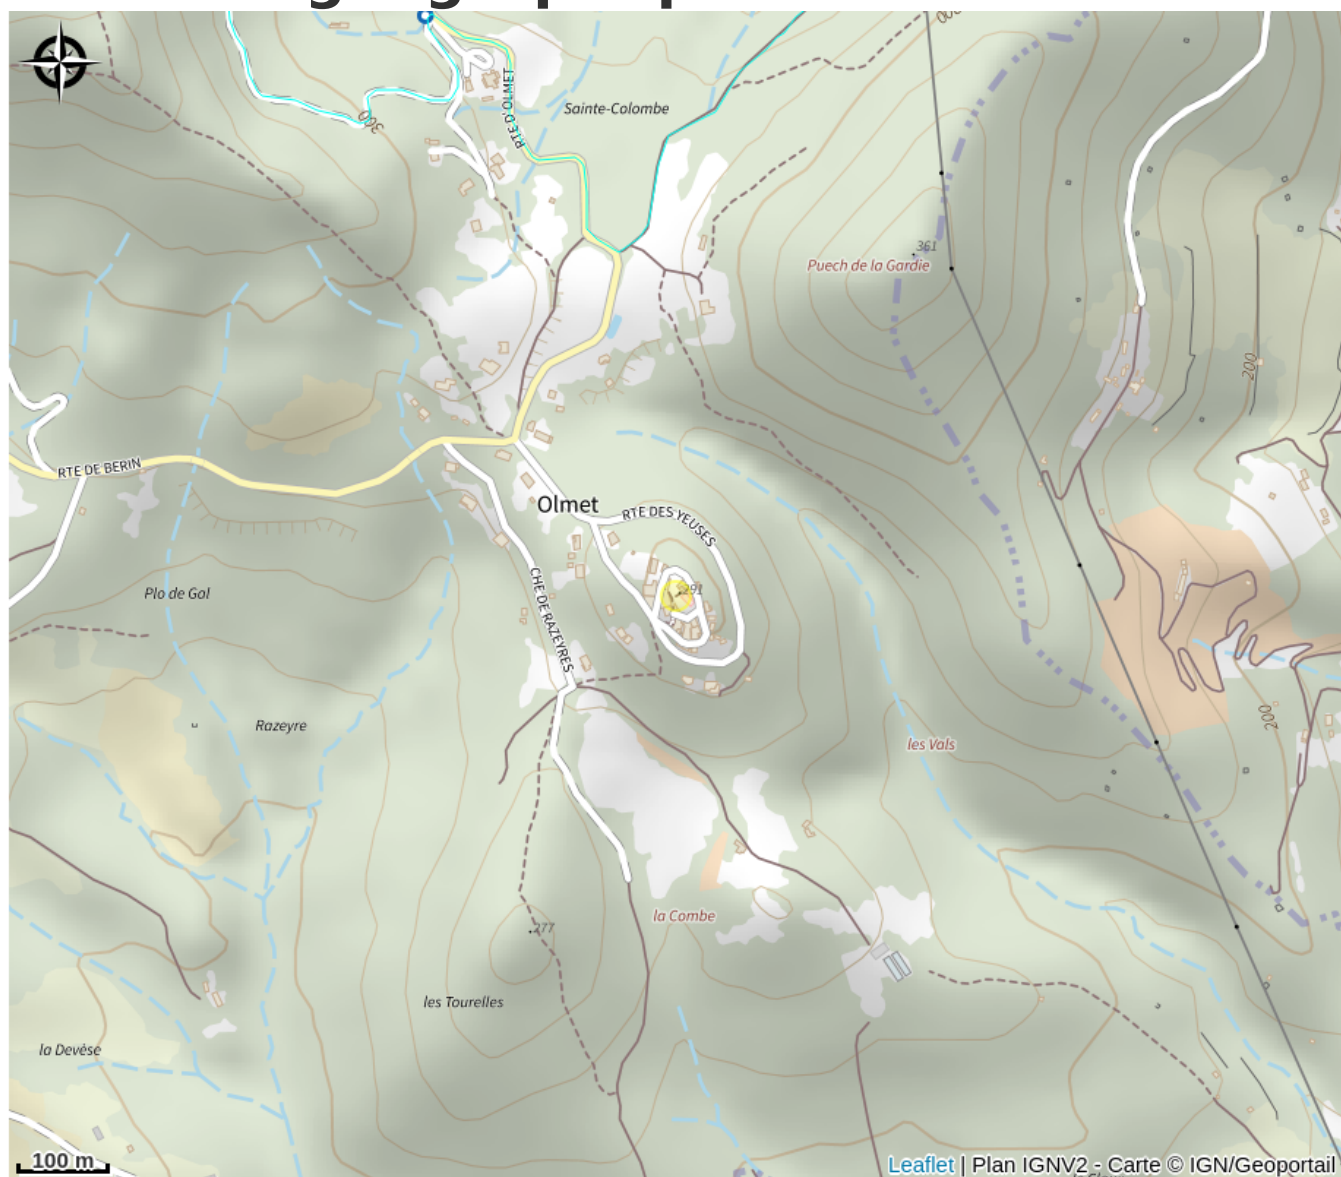 300
RTE D'OLMET
Sainte-Colombe
361
Puech de la Gardie
200
RTE DE BERIN
Olmet
RTE DES YEUSES
291
CHE DE RAZEYRES
Plo de Gal
Razeyre
200
les Vals
la Combe
277
les Tourelles
la Devèse
100 m
Leaflet | Plan IGNV2 - Carte © IGN/Geoportail